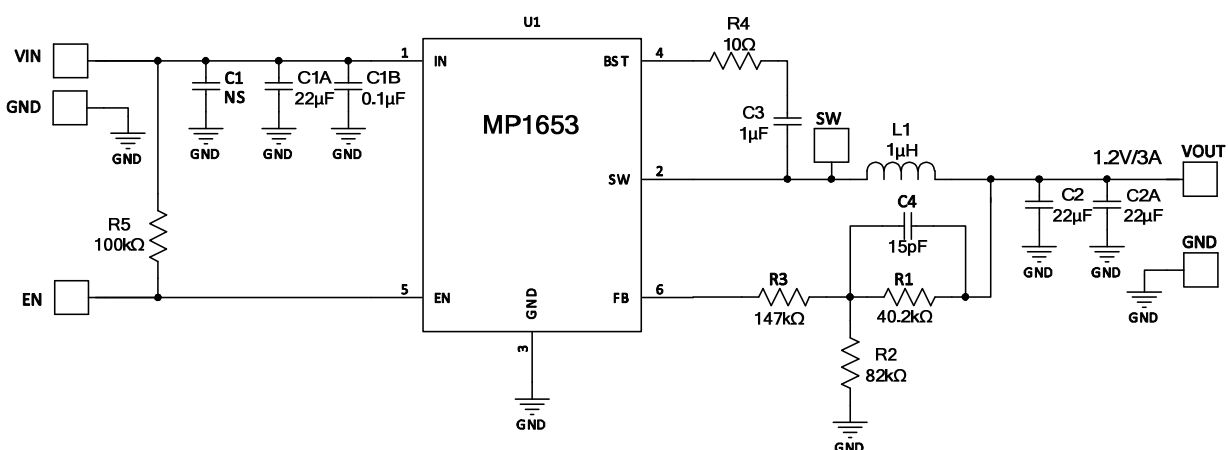 U1
MP1653
VIN
GND
GND
C1
NS
GND
C1A
22µF
GND
C1B
0.1µF
GND
1
IN
R5
100kΩ
EN
5
EN
GND
3
GND
BST
4
R4
10Ω
C3
1µF
SW
2
SW
L1
1µH
1.2V/3A
VOUT
C2
22µF
GND
C2A
22µF
GND
GND
GND
C4
15pF
FB
6
R3
147kΩ
R1
40.2kΩ
R2
82kΩ
GND